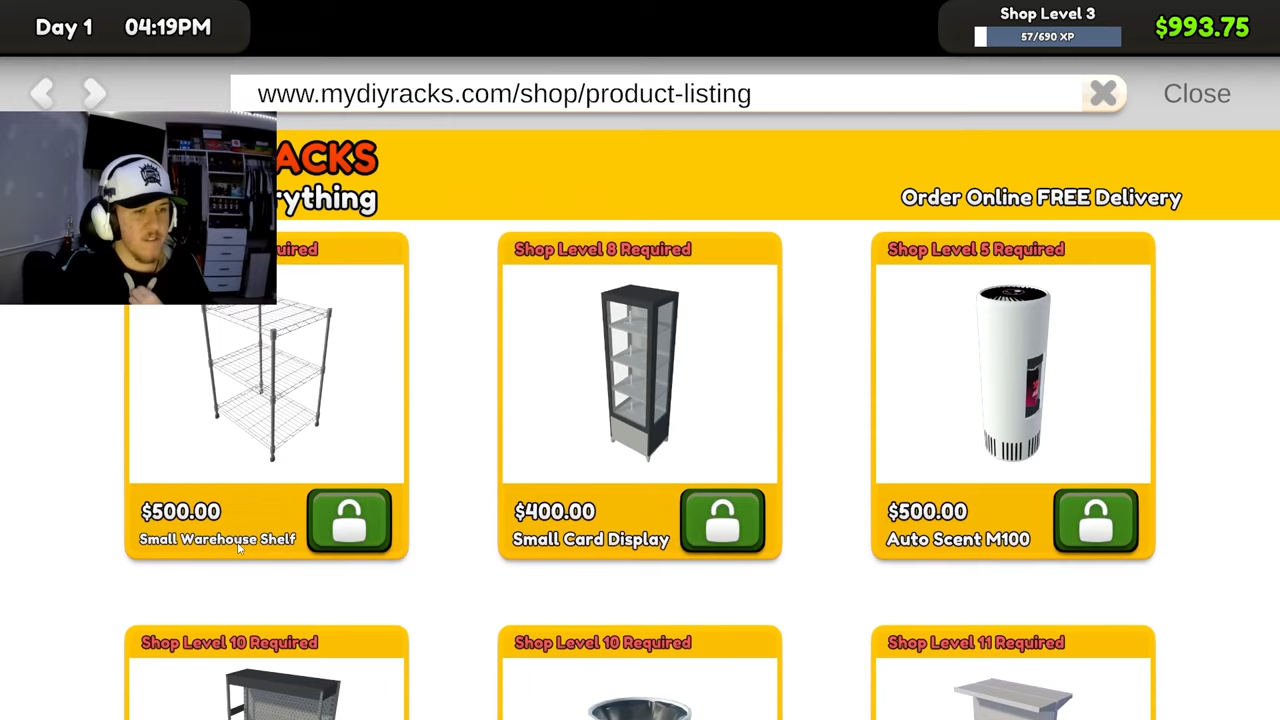 Day 1 04:19PM
Shop Level 3
57/690 XP
$993.75
www.mydiyracks.com/shop/product-listing
Close
ACKS
rything
Order Online FREE Delivery
uired
Shop Level 8 Required
Shop Level 5 Required
$500.00
Small Warehouse Shelf
$400.00
Small Card Display
$500.00
Auto Scent M100
Shop Level 10 Required
Shop Level 10 Required
Shop Level 11 Required